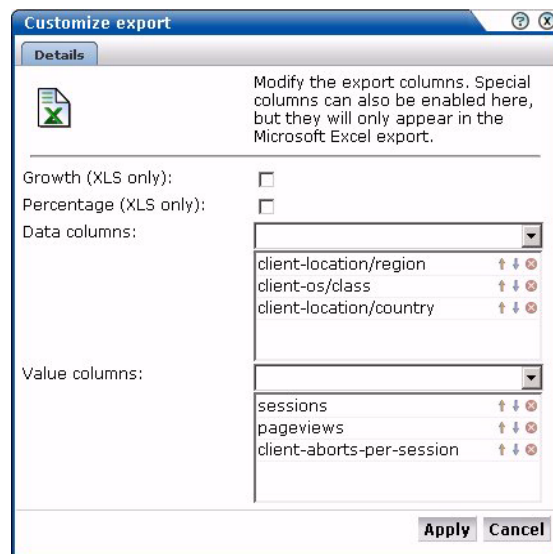 Customize export
Details
Modify the export columns. Special
columns can also be enabled here,
but they will only appear in the
Microsoft Excel export.
Growth (XLS only):
Percentage (XLS only):
Data columns:
client-location/region
client-os/class
client-location/country
Value columns:
sessions
pageviews
client-aborts-per-session
Apply Cancel